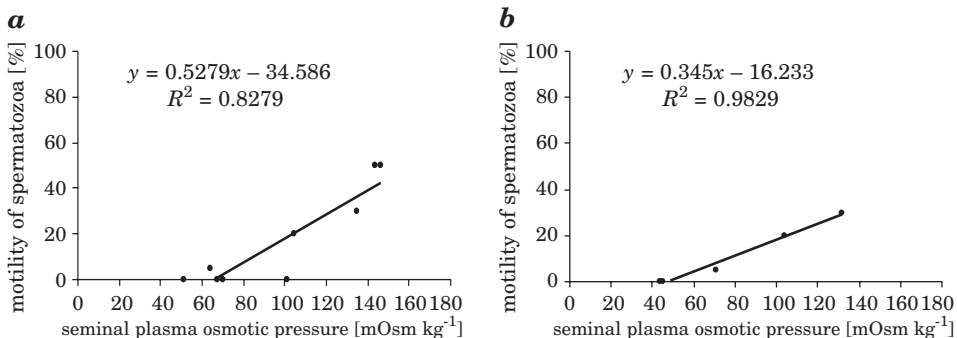 a
y = 0.5279x – 34.586
R² = 0.8279
motility of spermatozoa [%]
100
80
60
40
20
0
0 20 40 60 80 100 120 140 160 180
seminal plasma osmotic pressure [mOsm kg⁻¹]
b
y = 0.345x – 16.233
R² = 0.9829
motility of spermatozoa [%]
100
80
60
40
20
0
0 20 40 60 80 100 120 140 160 180
seminal plasma osmotic pressure [mOsm kg⁻¹]